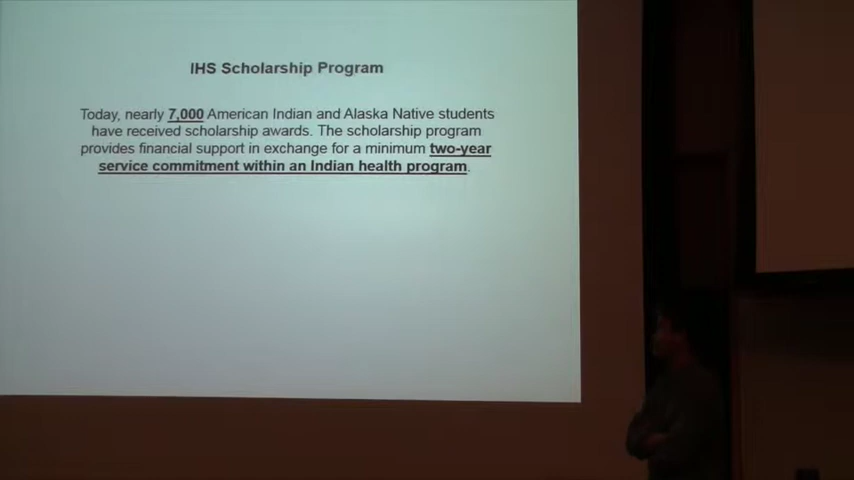 IHS Scholarship Program
Today, nearly 7,000 American Indian and Alaska Native students
have received scholarship awards. The scholarship program
provides financial support in exchange for a minimum two-year
service commitment within an Indian health program.